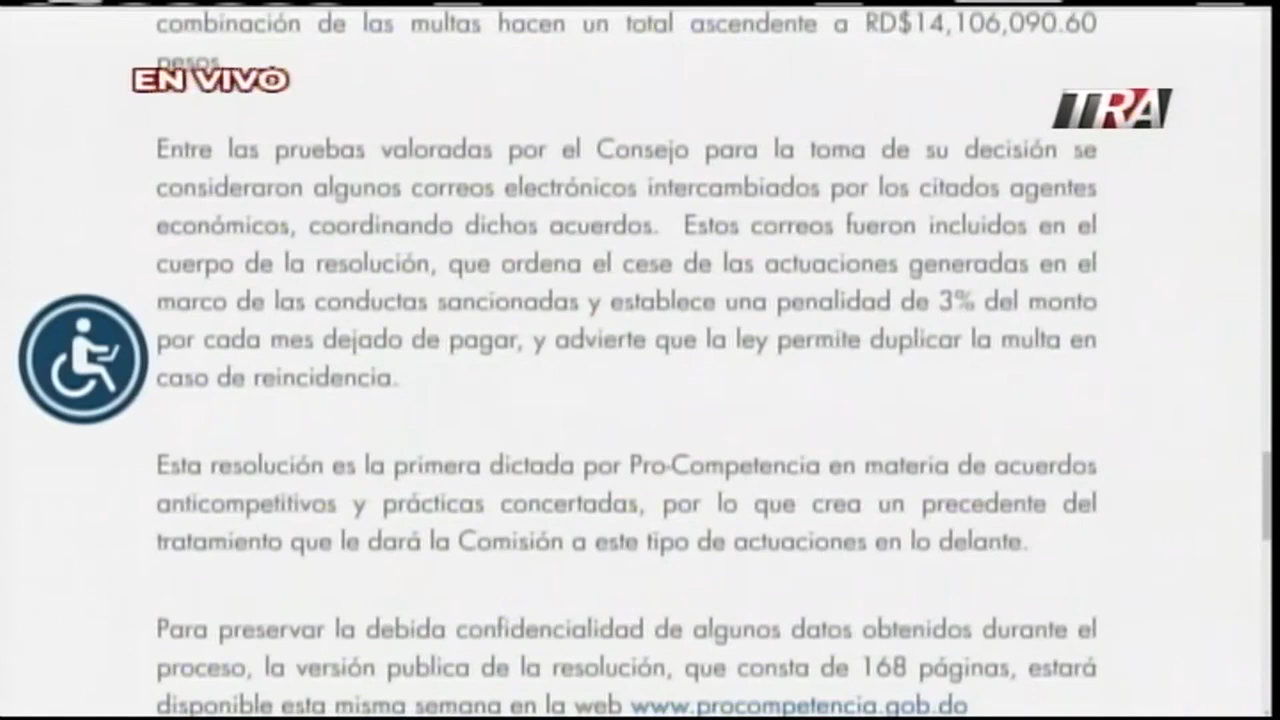 combinación de las multas hacen un total ascendente a RD$14,106,090.60
pesos
EN VIVO
TRA
Entre las pruebas valoradas por el Consejo para la toma de su decisión se
consideraron algunos correos electrónicos intercambiados por los citados agentes
económicos, coordinando dichos acuerdos. Estos correos fueron incluidos en el
cuerpo de la resolución, que ordena el cese de las actuaciones generadas en el
marco de las conductas sancionadas y establece una penalidad de 3% del monto
por cada mes dejado de pagar, y advierte que la ley permite duplicar la multa en
caso de reincidencia.
Esta resolución es la primera dictada por Pro-Competencia en materia de acuerdos
anticompetitivos y prácticas concertadas, por lo que crea un precedente del
tratamiento que le dará la Comisión a este tipo de actuaciones en lo delante.
Para preservar la debida confidencialidad de algunos datos obtenidos durante el
proceso, la versión publica de la resolución, que consta de 168 páginas, estará
disponible esta misma semana en la web www.procompetencia.gob.do